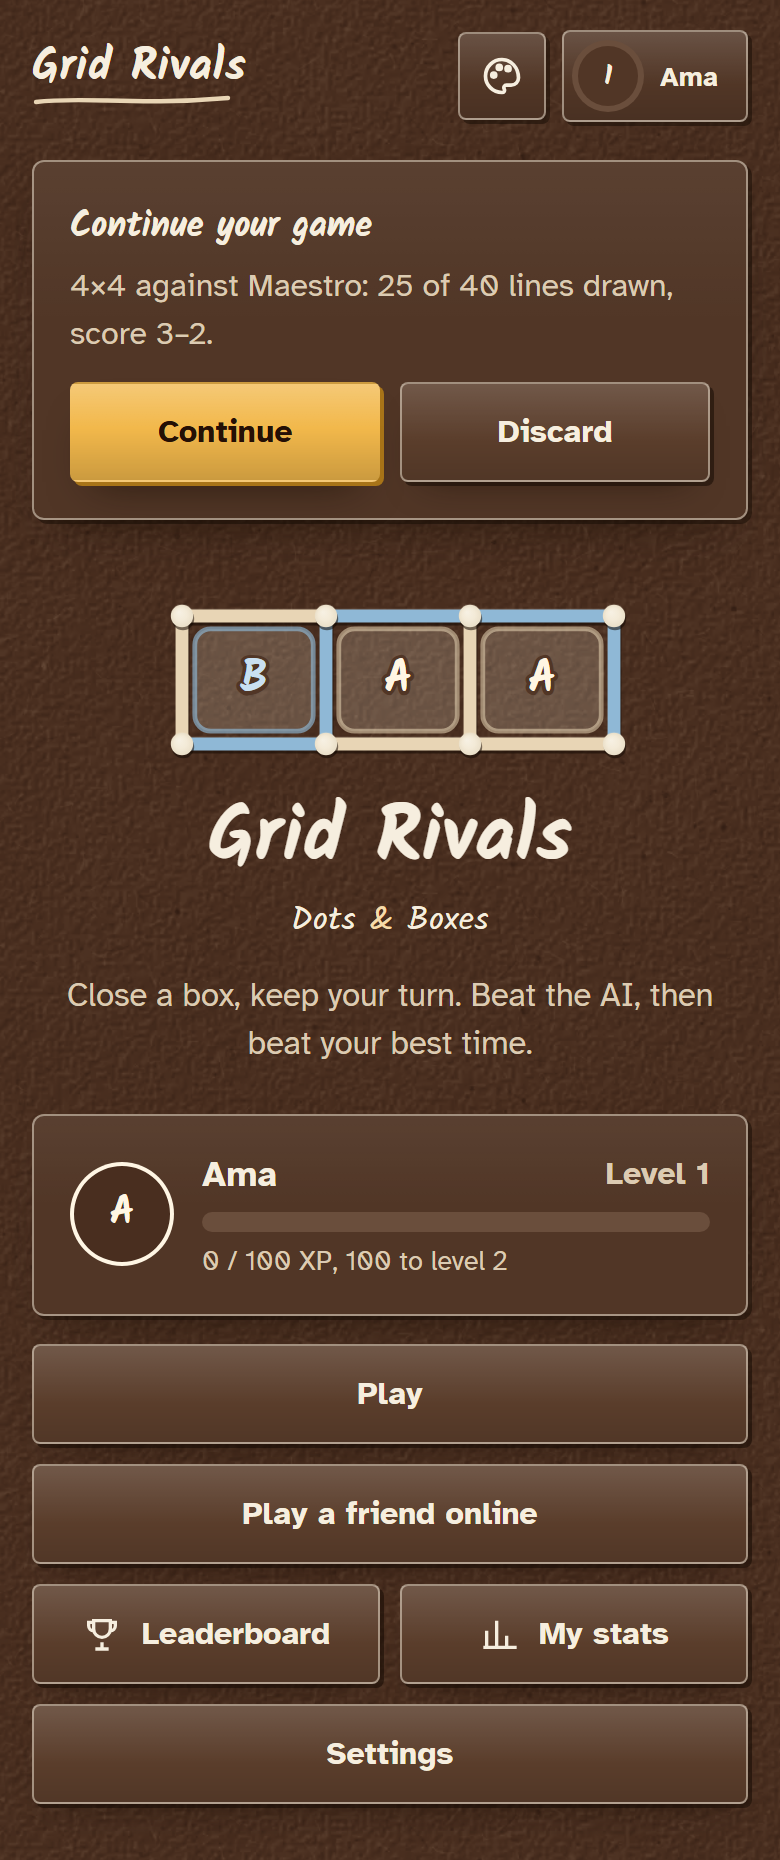 Grid Rivals
1 Ama
Continue your game
4×4 against Maestro: 25 of 40 lines drawn,
score 3–2.
Continue Discard
B A A
Grid Rivals
Dots & Boxes
Close a box, keep your turn. Beat the AI, then
beat your best time.
A
Ama Level 1
0 / 100 XP, 100 to level 2
Play
Play a friend online
Leaderboard My stats
Settings